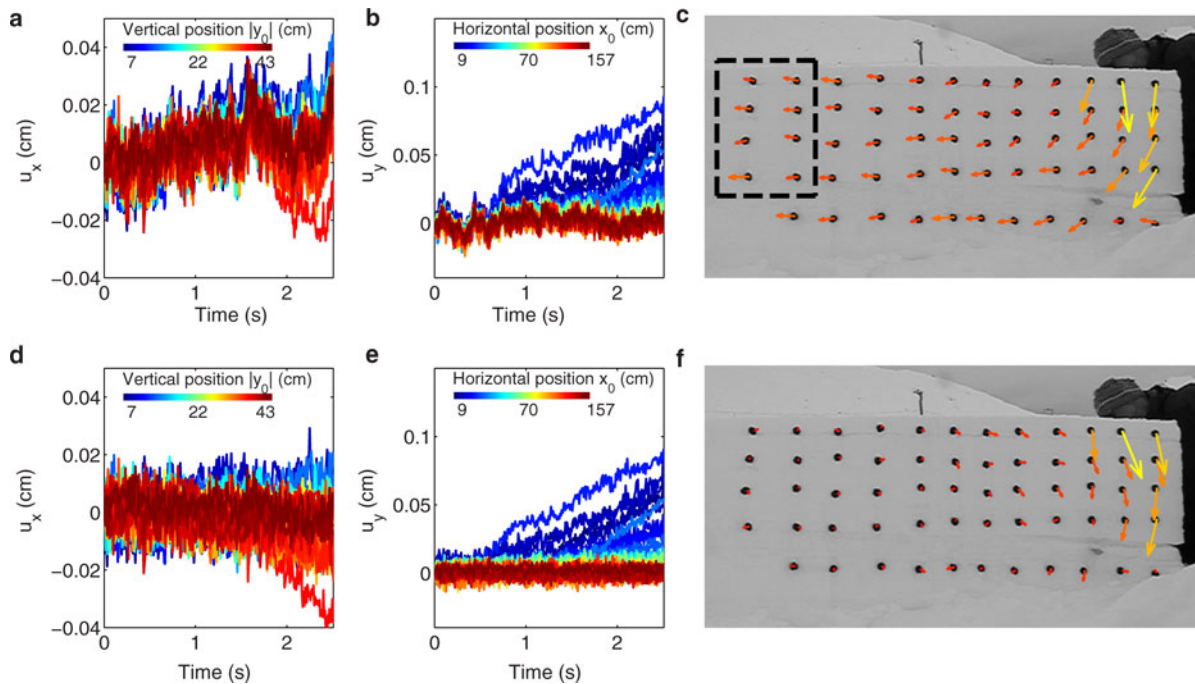 a
b
c
Vertical position |y0| (cm)
7 22 43
Horizontal position x0 (cm)
9 70 157
0.04
0.02
0
−0.02
−0.04
ux (cm)
0 1 2
Time (s)
0.1
0.05
0
uy (cm)
0 1 2
Time (s)
d
e
f
Vertical position |y0| (cm)
7 22 43
Horizontal position x0 (cm)
9 70 157
0.04
0.02
0
−0.02
−0.04
ux (cm)
0 1 2
Time (s)
0.1
0.05
0
uy (cm)
0 1 2
Time (s)